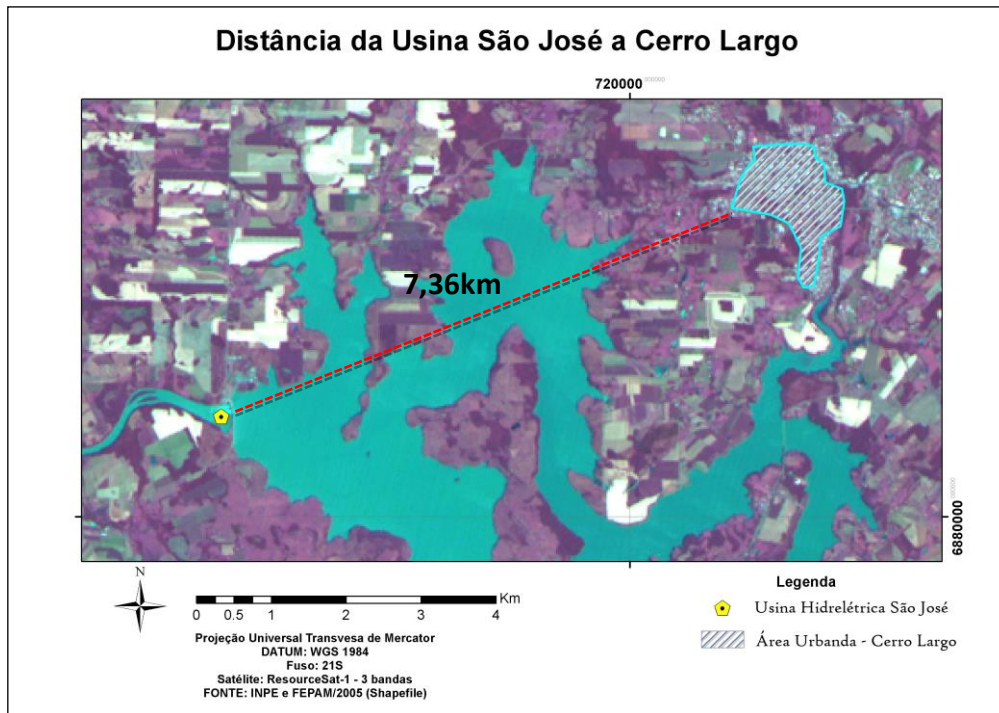 Distância da Usina São José a Cerro Largo
720000
7,36km
6880000
N
Km
0 0.5 1 2 3 4
Projeção Universal Transvesa de Mercator
DATUM: WGS 1984
Fuso: 21S
Satélite: ResourceSat-1 - 3 bandas
FONTE: INPE e FEPAM/2005 (Shapefile)
Legenda
Usina Hidrelétrica São José
Área Urbanda - Cerro Largo